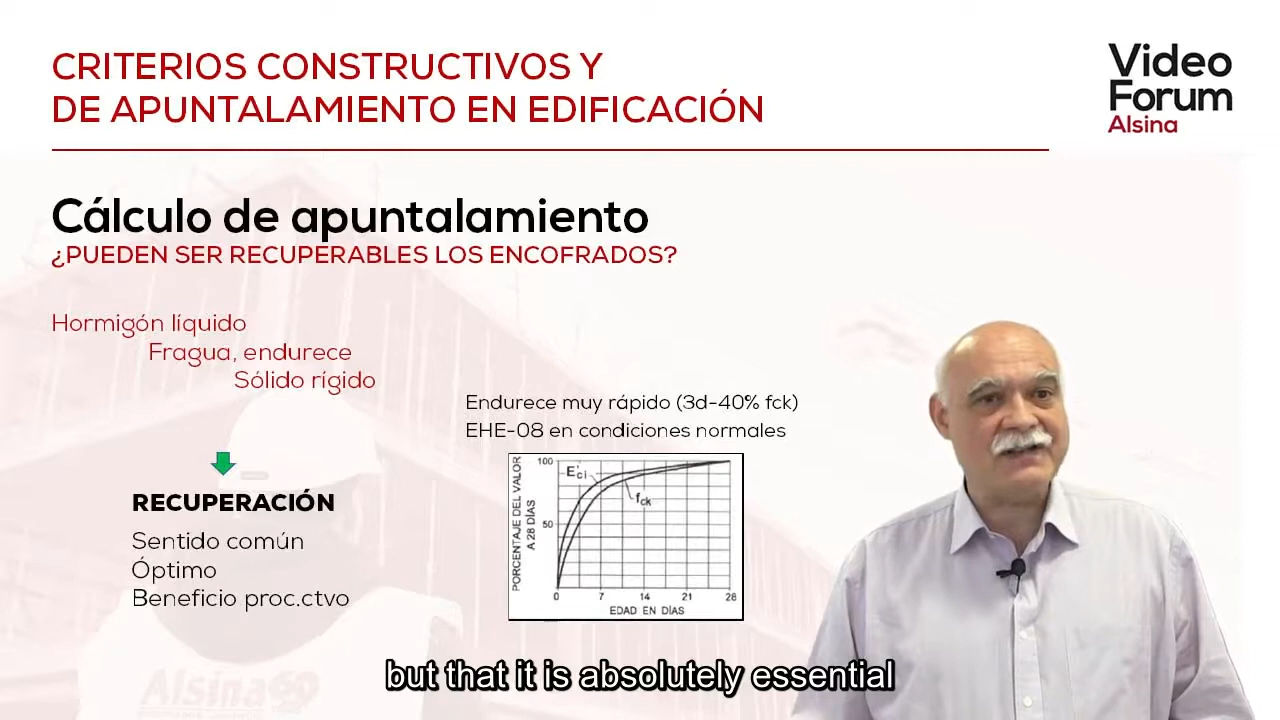 CRITERIOS CONSTRUCTIVOS Y
DE APUNTALAMIENTO EN EDIFICACIÓN
Video
Forum
Alsina
Cálculo de apuntalamiento
¿PUEDEN SER RECUPERABLES LOS ENCOFRADOS?
Hormigón líquido
Fragua, endurece
Sólido rígido
Endurece muy rápido (3d-40% fck)
EHE-08 en condiciones normales
RECUPERACIÓN
Sentido común
Óptimo
Beneficio proc.ctvo
PORCENTAJE DEL VALOR
A 28 DÍAS
100
50
E'ci
fck
0 7 14 21 28
EDAD EN DÍAS
Alsina
but that it is absolutely essential